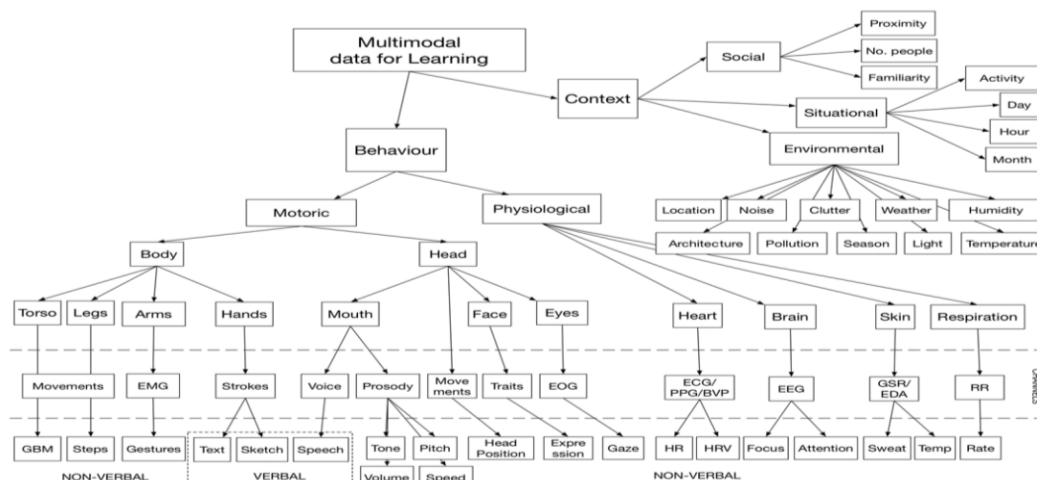 Multimodal
data for Learning
Proximity
Social
No. people
Familiarity
Activity
Context
Situational
Day
Hour
Month
Behaviour
Environmental
Motoric
Physiological
Location
Noise
Clutter
Weather
Humidity
Architecture
Pollution
Season
Light
Temperature
Body
Head
Torso
Legs
Arms
Hands
Mouth
Face
Eyes
Heart
Brain
Skin
Respiration
Movements
EMG
Strokes
Voice
Prosody
Move
ments
Traits
EOG
ECG/
PPG/BVP
EEG
GSR/
EDA
RR
GBM
Steps
Gestures
Text
Sketch
Speech
Tone
Pitch
Head
Position
Expre
ssion
Gaze
HR
HRV
Focus
Attention
Sweat
Temp
Rate
Volume
Speed
NON-VERBAL
VERBAL
NON-VERBAL